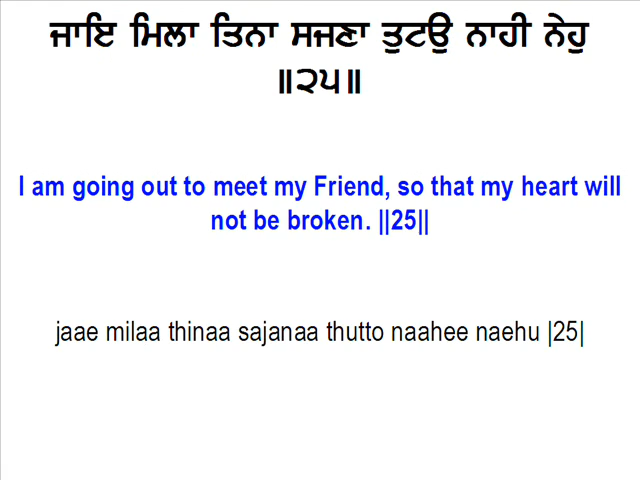 ਜਾਇ ਮਿਲਾ ਤਿਨਾ ਸਜਣਾ ਤੁਟਉ ਨਾਹੀ ਨੇਹੁ
॥੨੫॥
I am going out to meet my Friend, so that my heart will
not be broken. ||25||
jaae milaa thinaa sajanaa thutto naahee naehu |25|